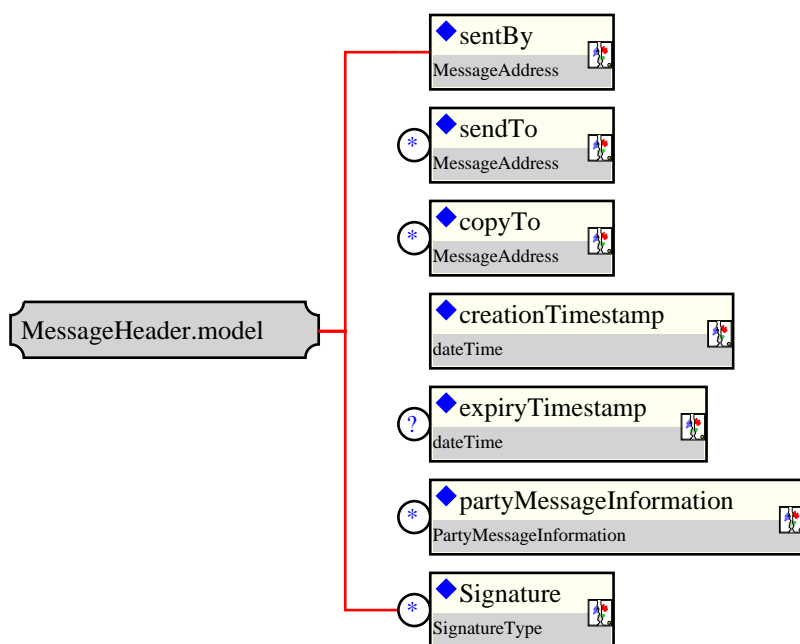 sentBy
MessageAddress
*
sendTo
MessageAddress
*
copyTo
MessageAddress
MessageHeader.model
creationTimestamp
dateTime
?
expiryTimestamp
dateTime
*
partyMessageInformation
PartyMessageInformation
*
Signature
SignatureType